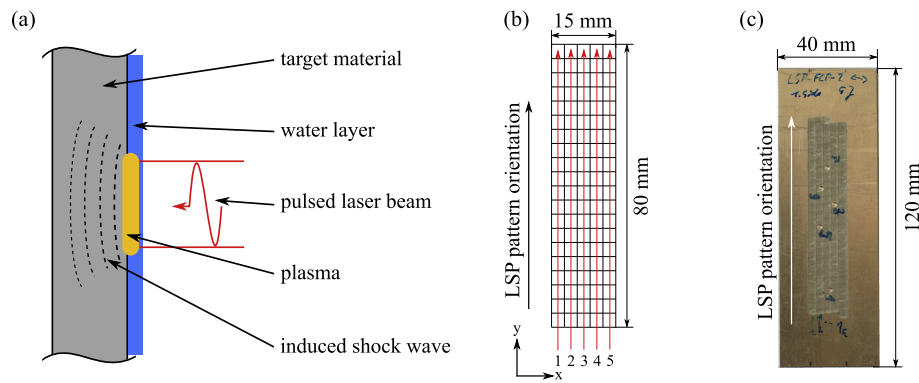 (a)
target material
water layer
pulsed laser beam
plasma
induced shock wave
(b)
15 mm
LSP pattern orientation
80 mm
y
x
1 2 3 4 5
(c)
40 mm
LSP pattern orientation
120 mm